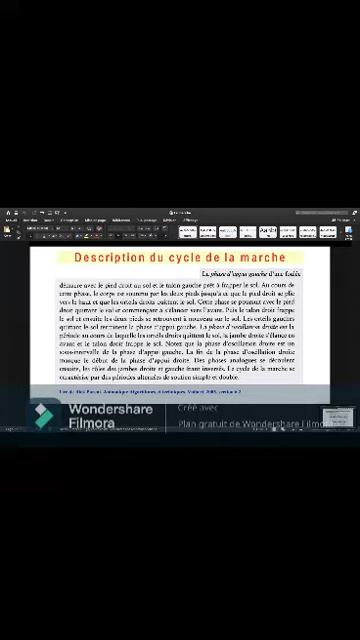 Description du cycle de la marche
La phase d'appui gauche d'une foulée
démarre avec le pied droit au sol et le talon gauche prêt à frapper le sol. Au cours de
cette phase, le corps est soutenu par les deux pieds jusqu'à ce que le pied droit se plie
vers le haut et que les orteils droits quittent le sol. Cette phase se poursuit avec le pied
droit quittant le sol et commençant à s'élancer vers l'avant. Puis le talon droit frappe
le sol et ensuite les deux pieds se retrouvent à nouveau sur le sol. Les orteils gauches
quittant le sol terminent la phase d'appui gauche. La phase d'oscillation droite est la
période au cours de laquelle les orteils droits quittent le sol, la jambe droite s'élance en
avant et le talon droit frappe le sol. Notez que la phase d'oscillation droite est un
sous-intervalle de la phase d'appui gauche. La fin de la phase d'oscillation droite
marque le début de la phase d'appui droite. Des phases analogues se déroulent
ensuite, les rôles des jambes droite et gauche étant inversés. Le cycle de la marche se
caractérise par des périodes alternées de soutien simple et double.
Wondershare
Filmora
Créé avec
Plan gratuit de Wondershare Filmora